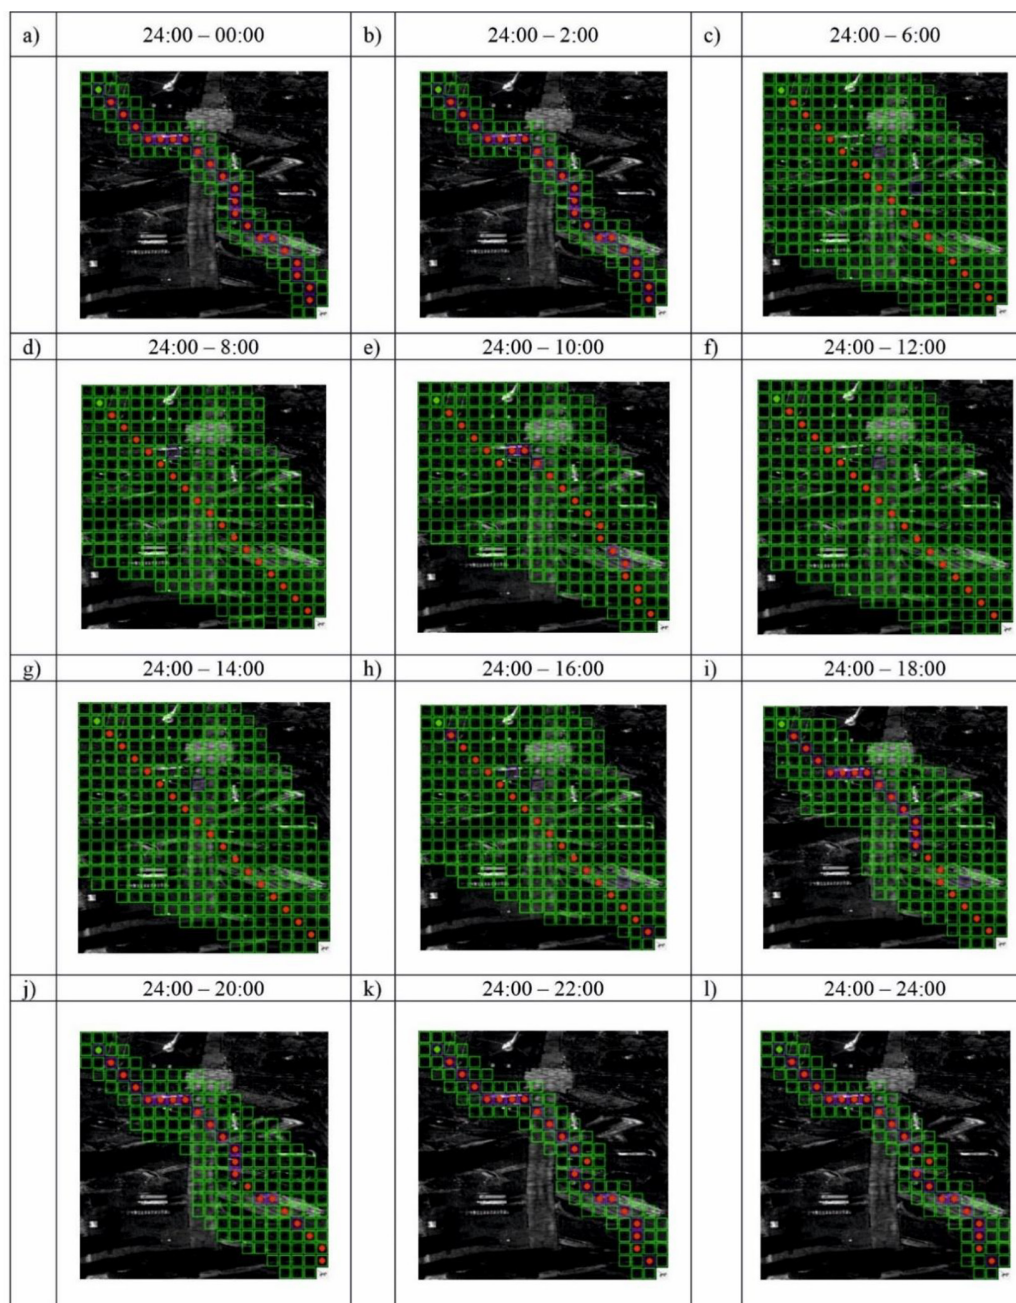 a) 24:00 – 00:00 b) 24:00 – 2:00 c) 24:00 – 6:00
d) 24:00 – 8:00 e) 24:00 – 10:00 f) 24:00 – 12:00
g) 24:00 – 14:00 h) 24:00 – 16:00 i) 24:00 – 18:00
j) 24:00 – 20:00 k) 24:00 – 22:00 l) 24:00 – 24:00